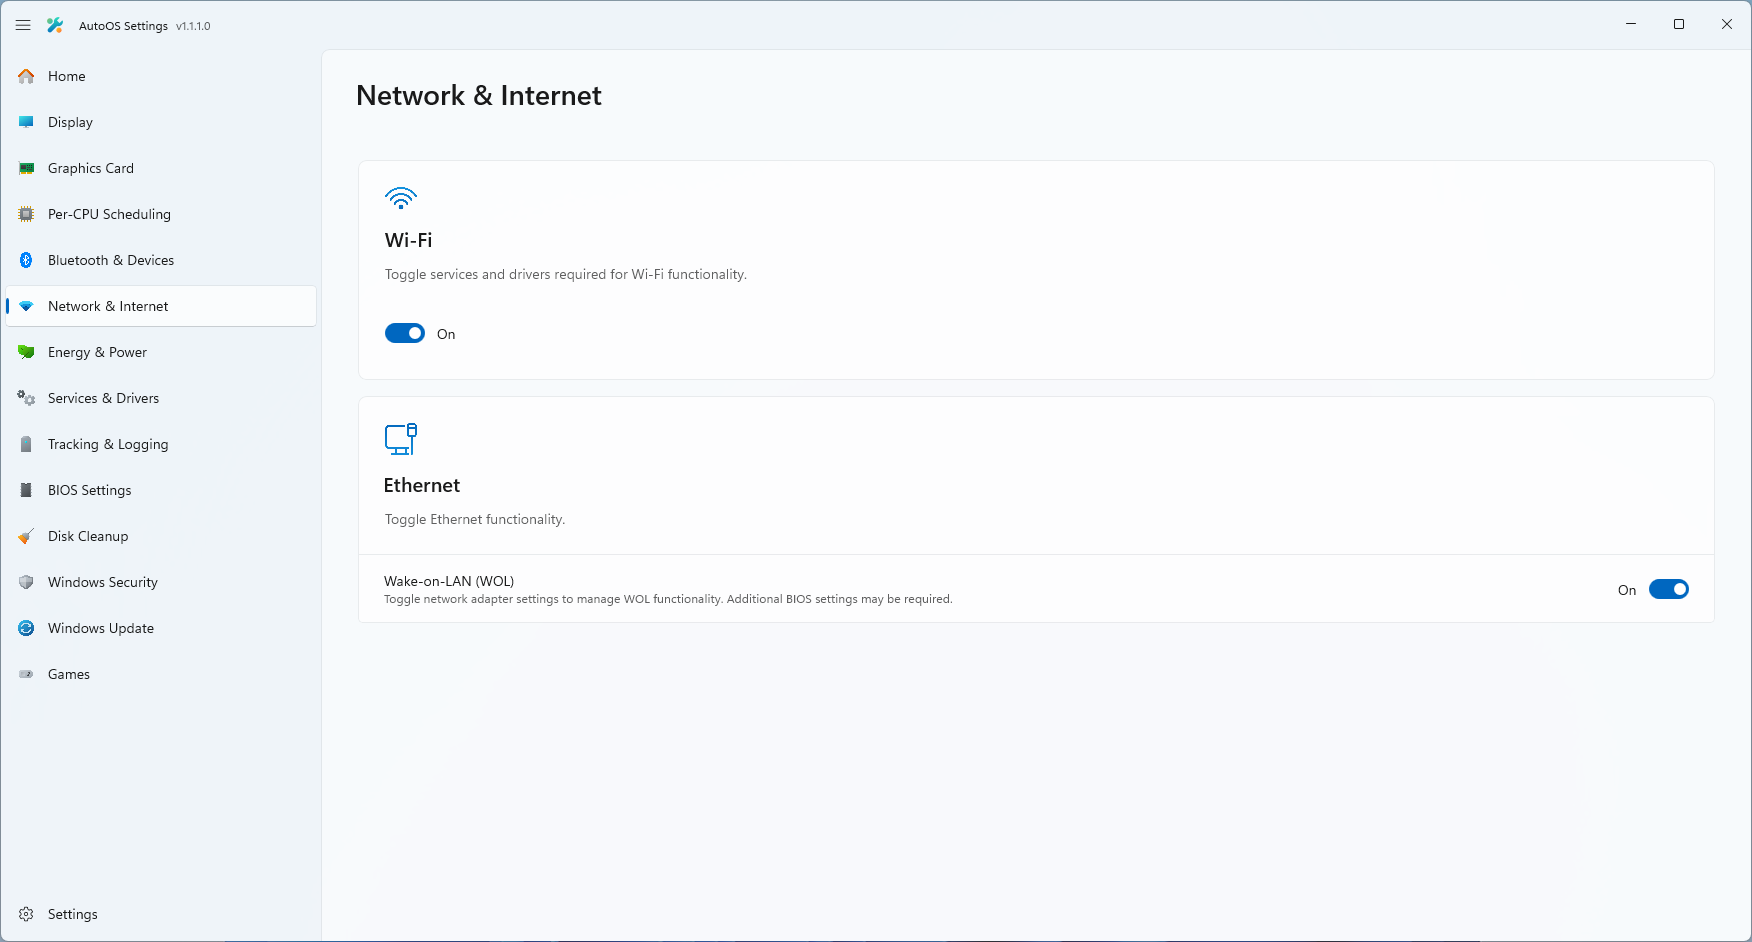 AutoOS Settings v1.1.1.0
Home
Display
Graphics Card
Per-CPU Scheduling
Bluetooth & Devices
Network & Internet
Energy & Power
Services & Drivers
Tracking & Logging
BIOS Settings
Disk Cleanup
Windows Security
Windows Update
Games
Settings
Network & Internet
Wi-Fi
Toggle services and drivers required for Wi-Fi functionality.
On
Ethernet
Toggle Ethernet functionality.
Wake-on-LAN (WOL)
Toggle network adapter settings to manage WOL functionality. Additional BIOS settings may be required.
On